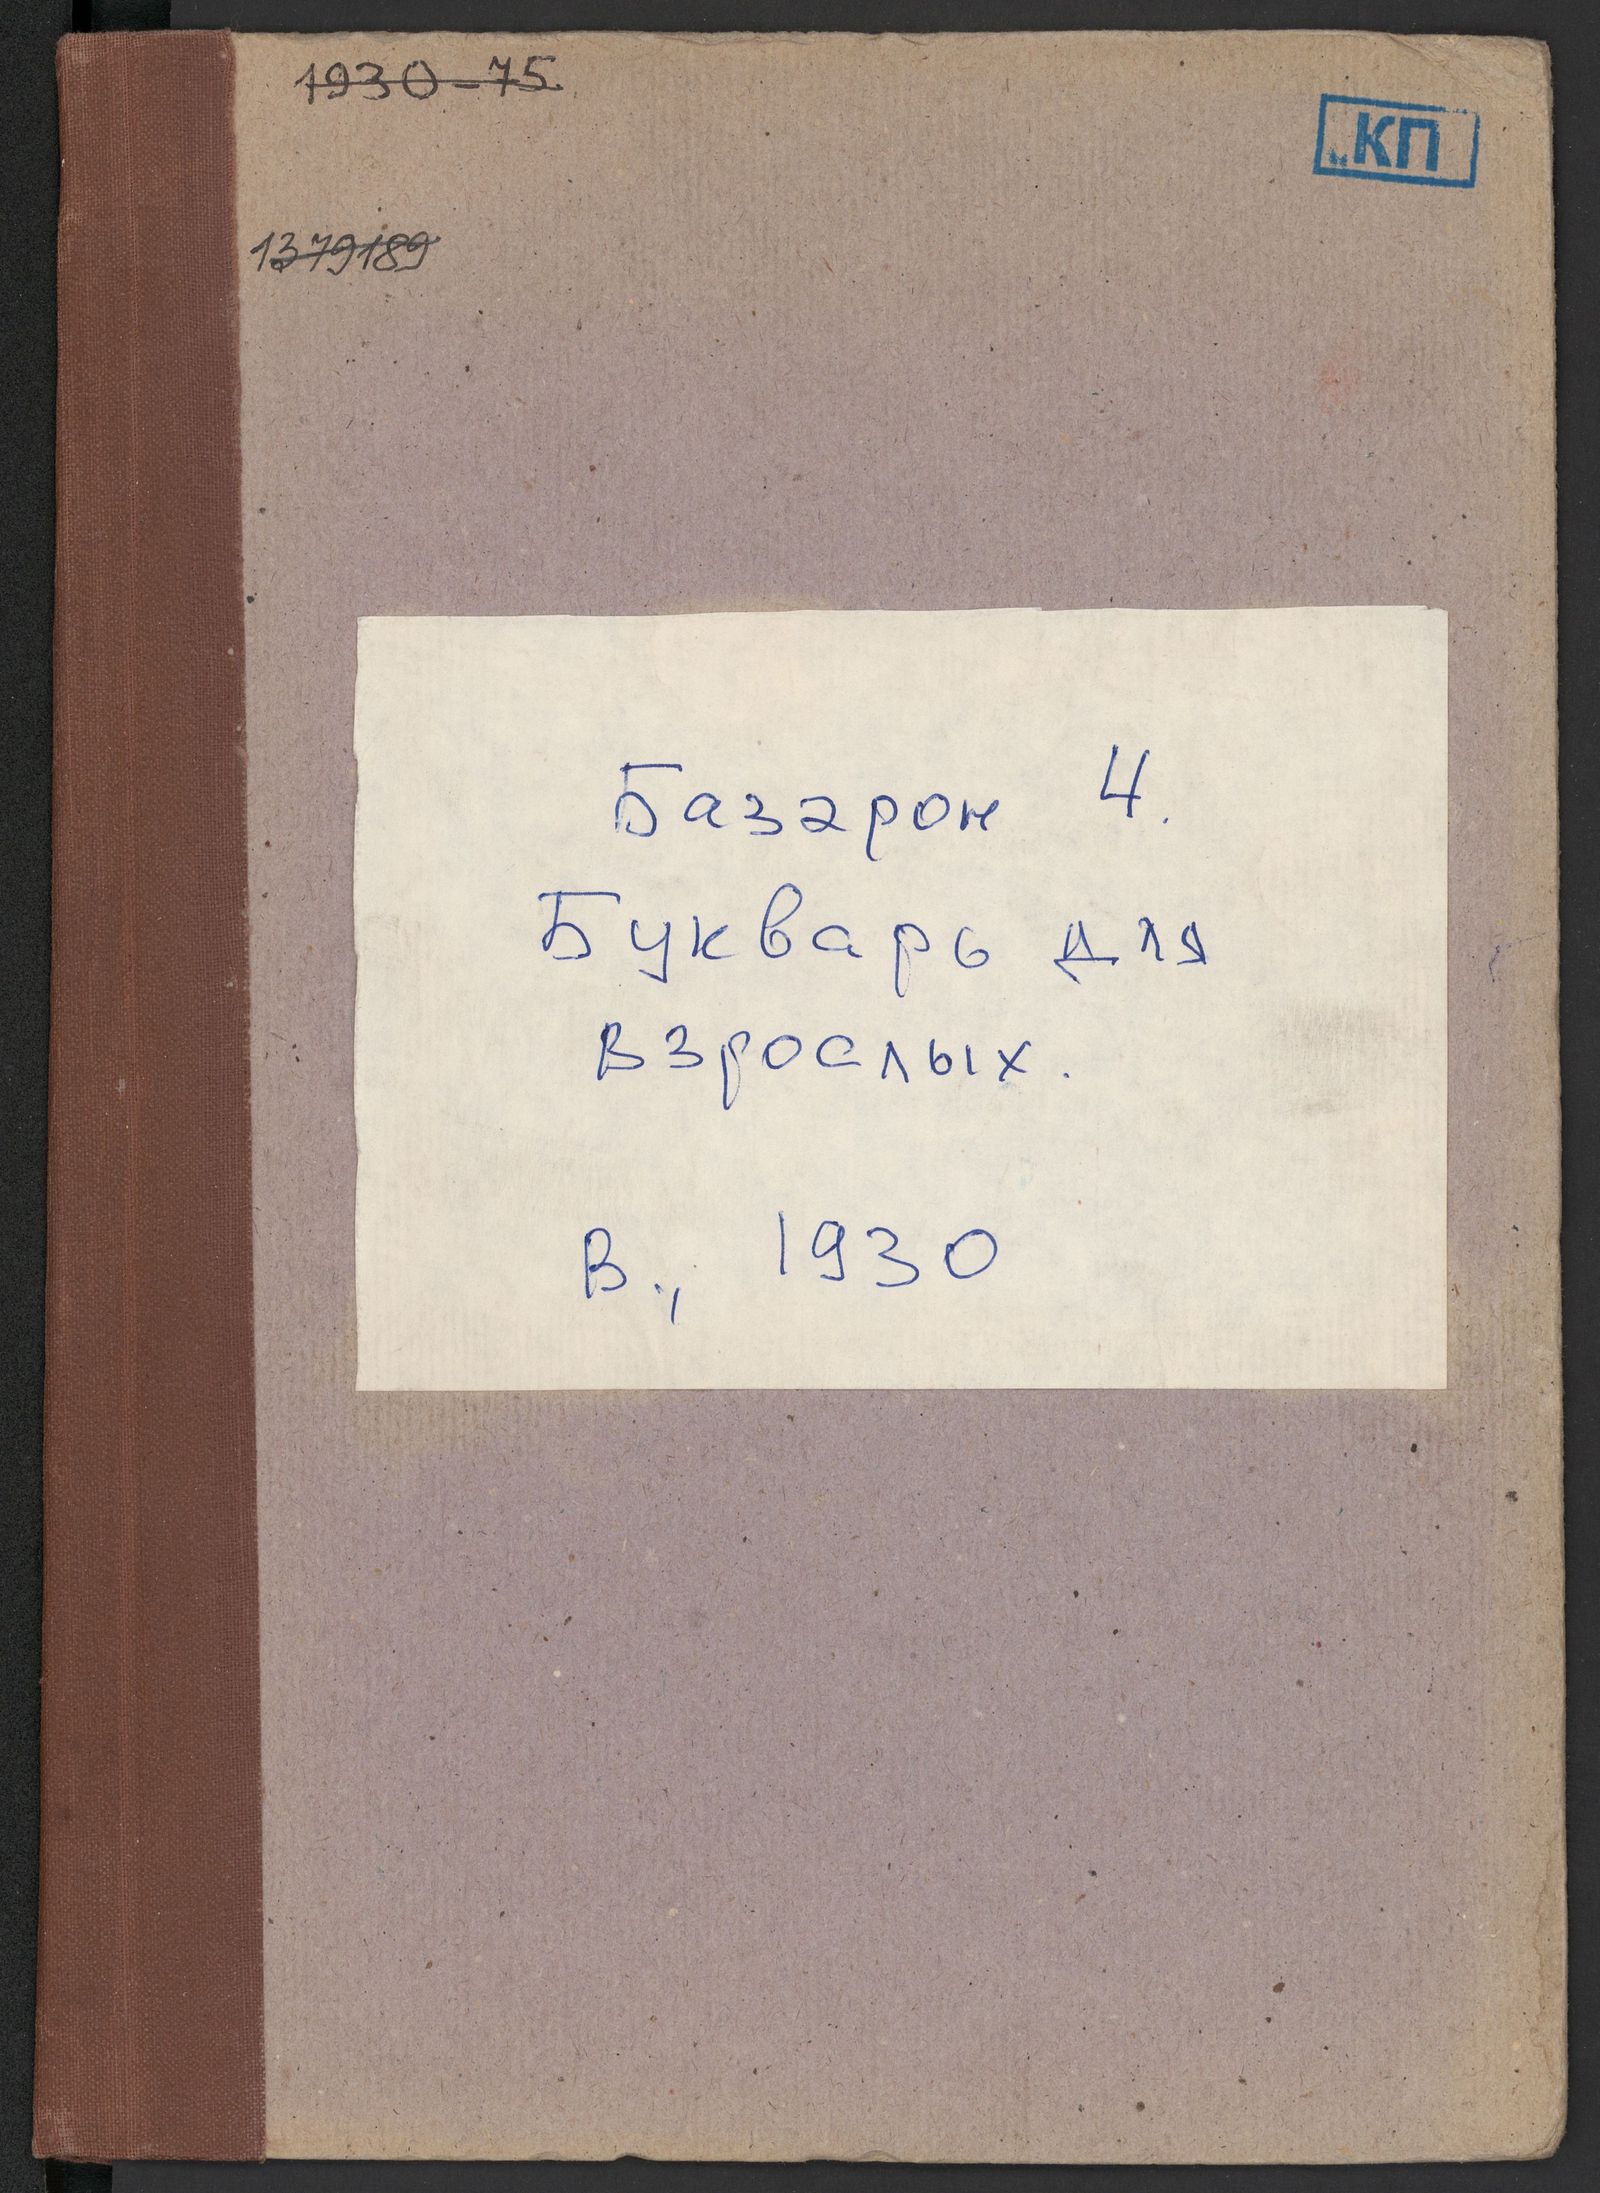 1930-75
КП
1379189
Базарон Ч.
Букварь для
взрослых.
В., 1930